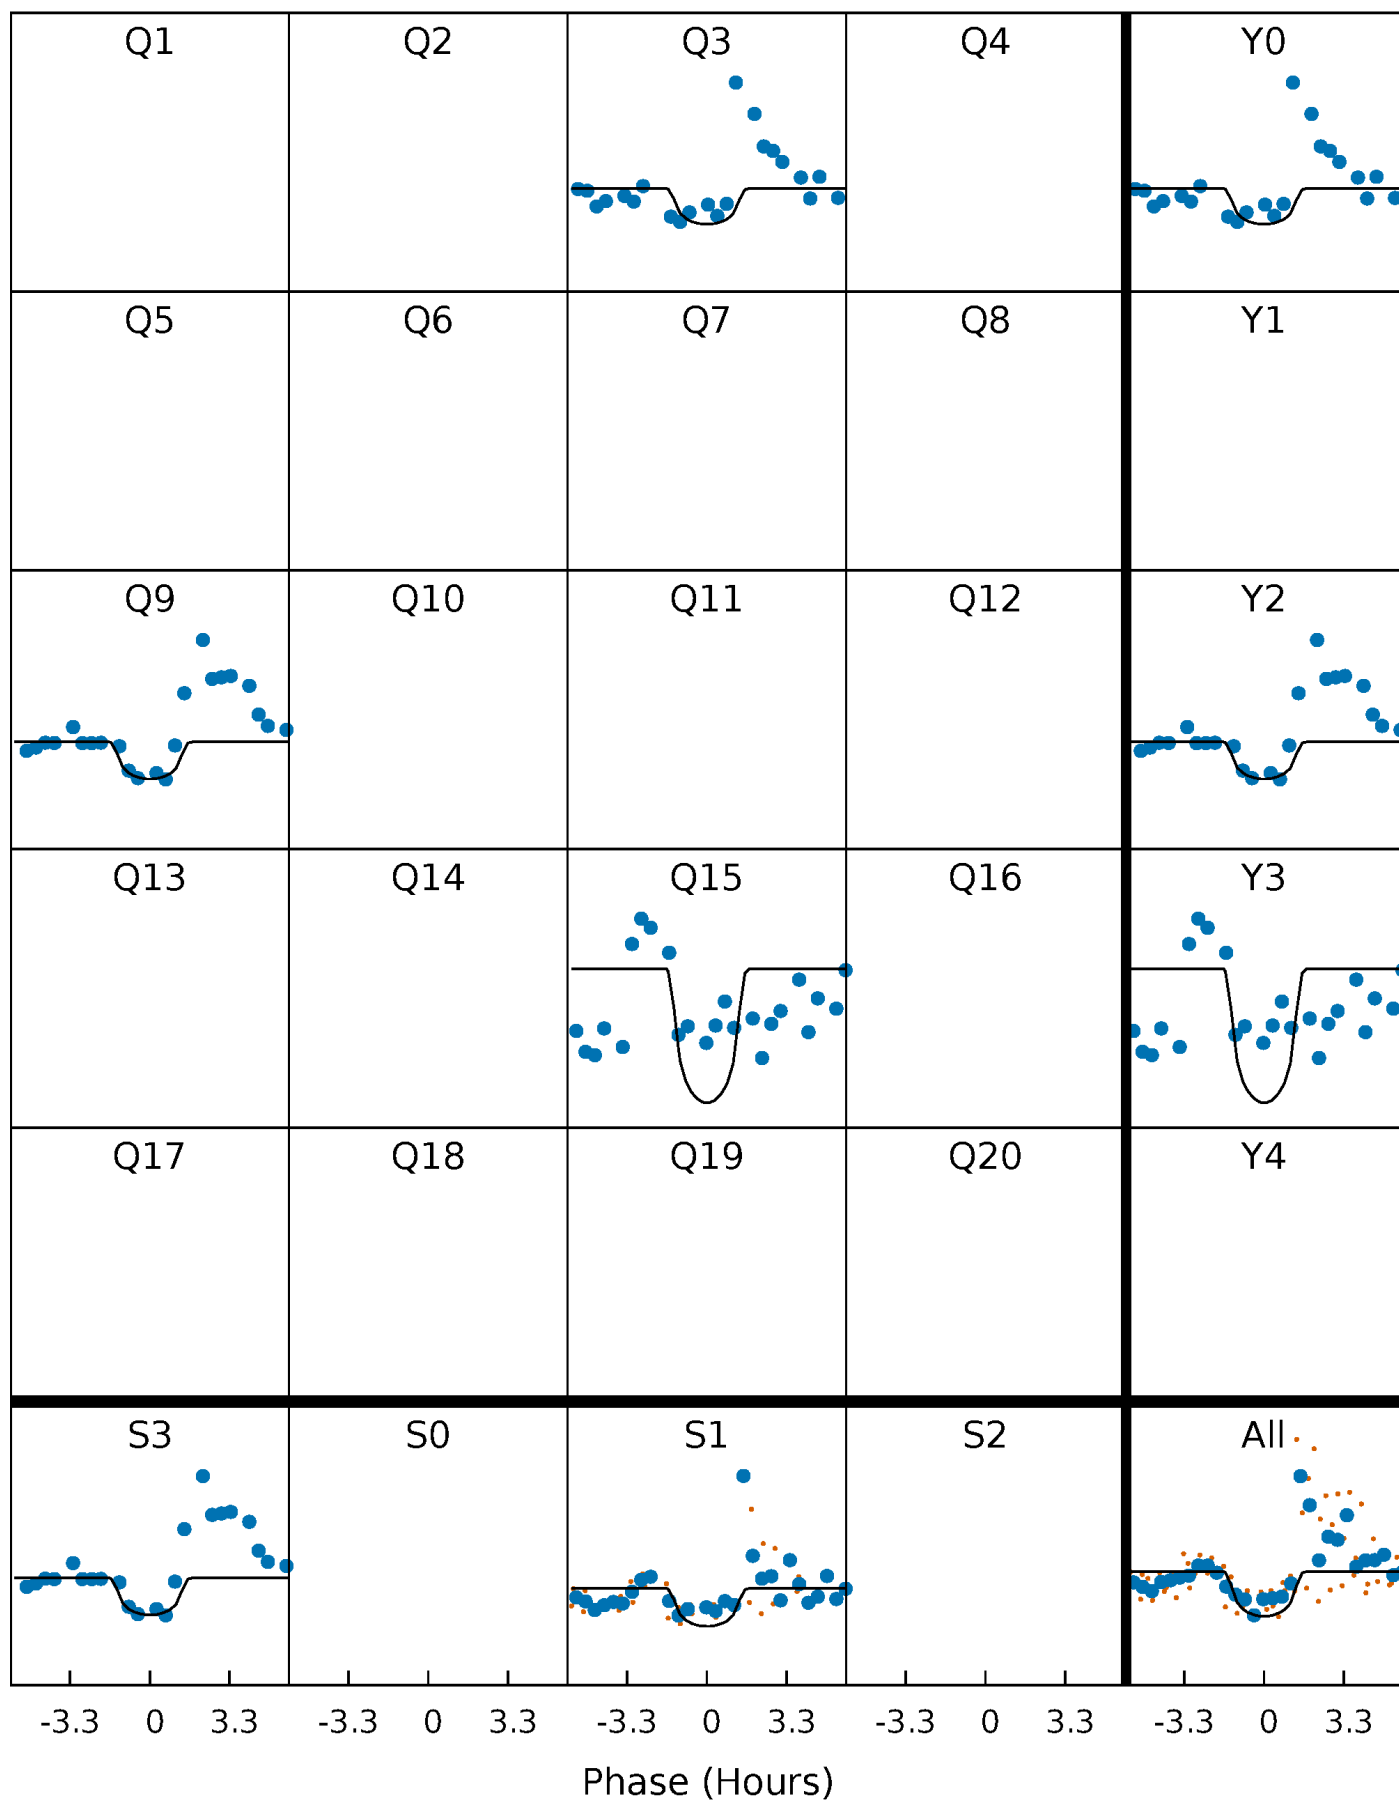 Q1 Q2 Q3 Q4 Y0
Q5 Q6 Q7 Q8 Y1
Q9 Q10 Q11 Q12 Y2
Q13 Q14 Q15 Q16 Y3
Q17 Q18 Q19 Q20 Y4
S3 S0 S1 S2 All
-3.3 0 3.3 -3.3 0 3.3 -3.3 0 3.3 -3.3 0 3.3 -3.3 0 3.3
Phase (Hours)